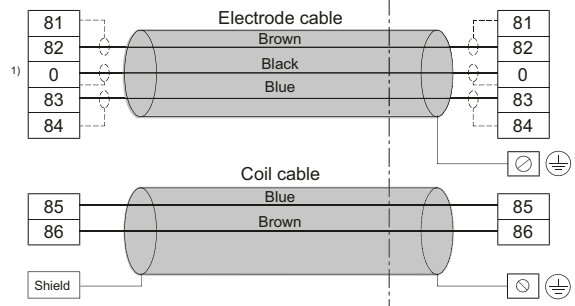 Electrode cable
81 81
82 Brown 82
1) 0 Black 0
83 Blue 83
84 84
Coil cable
85 Blue 85
86 Brown 86
Shield